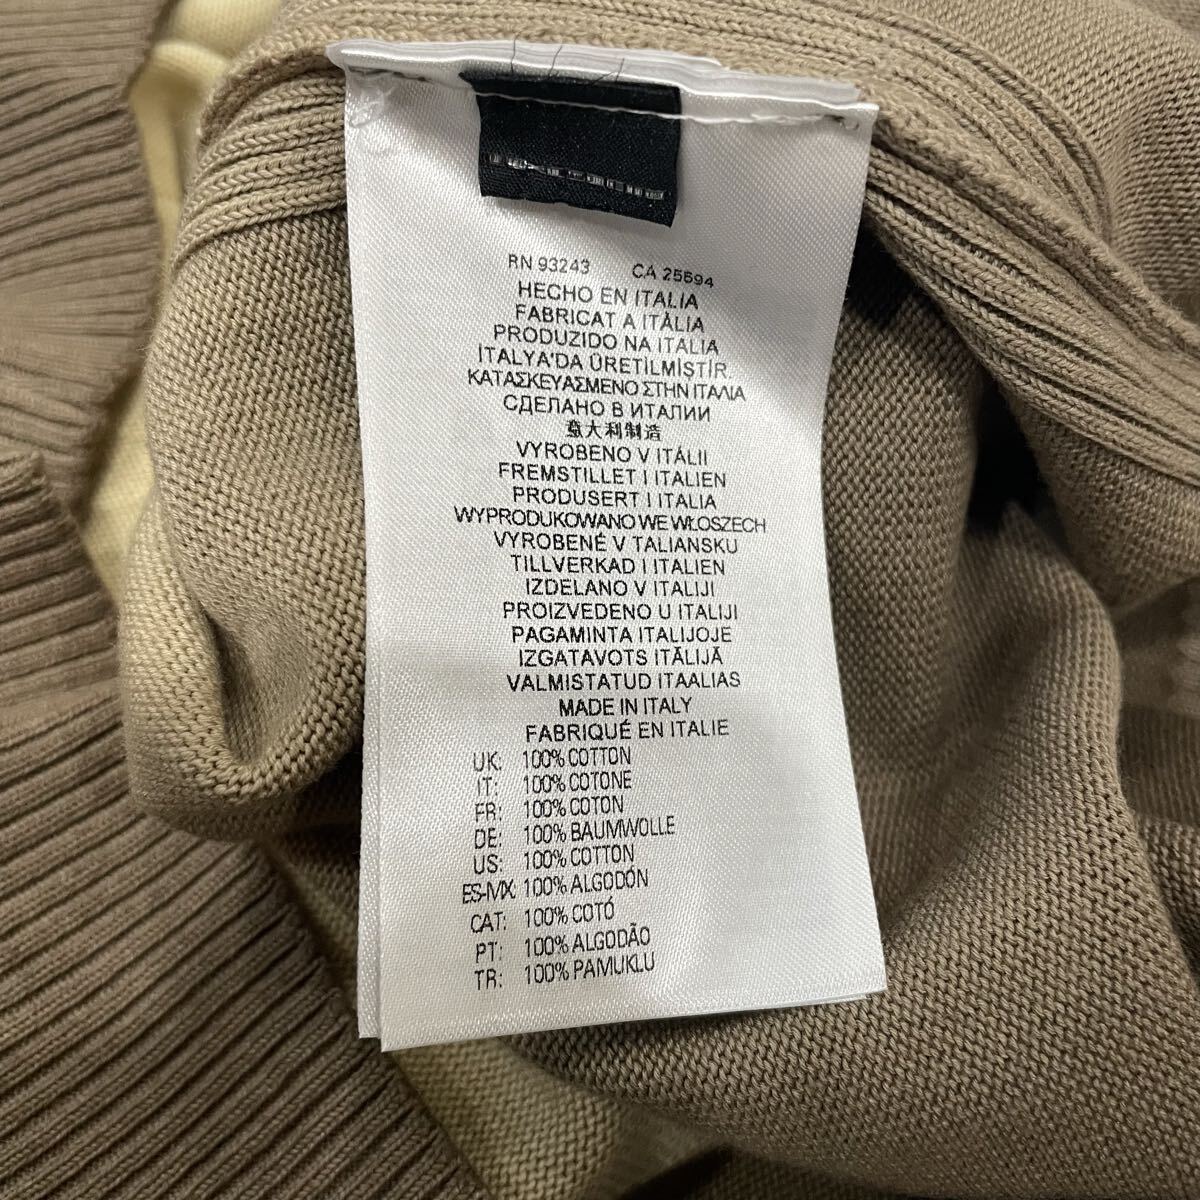 RN 93243 CA 25694
HECHO EN ITALIA
FABRICAT A ITÀLIA
PRODUZIDO NA ITALIA
İTALYA'DA ÜRETİLMİŞTİR
ΚΑΤΑΣΚΕΥΑΣΜΕΝΟ ΣΤΗΝ ΙΤΑΛΙΑ
СДЕЛАНО В ИТАЛИИ
意大利制造
VYROBENO V ITÁLII
FREMSTILLET I ITALIEN
PRODUSERT I ITALIA
WYPRODUKOWANO WE WŁOSZECH
VYROBENÉ V TALIANSKU
TILLVERKAD I ITALIEN
IZDELANO V ITALIJI
PROIZVEDENO U ITALIJI
PAGAMINTA ITALIJOJE
IZGATAVOTS ITĀLIJĀ
VALMISTATUD ITAALIAS
MADE IN ITALY
FABRIQUÉ EN ITALIE
UK: 100% COTTON
IT: 100% COTONE
FR: 100% COTON
DE: 100% BAUMWOLLE
US: 100% COTTON
ES-MX: 100% ALGODÓN
CAT: 100% COTÓ
PT: 100% ALGODÃO
TR: 100% PAMUKLU